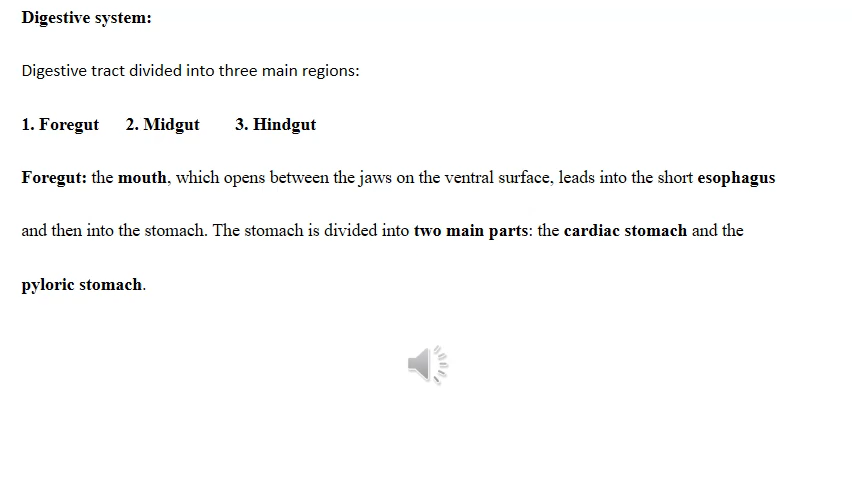 Digestive system:
Digestive tract divided into three main regions:
1. Foregut 2. Midgut 3. Hindgut
Foregut: the mouth, which opens between the jaws on the ventral surface, leads into the short esophagus
and then into the stomach. The stomach is divided into two main parts: the cardiac stomach and the
pyloric stomach.